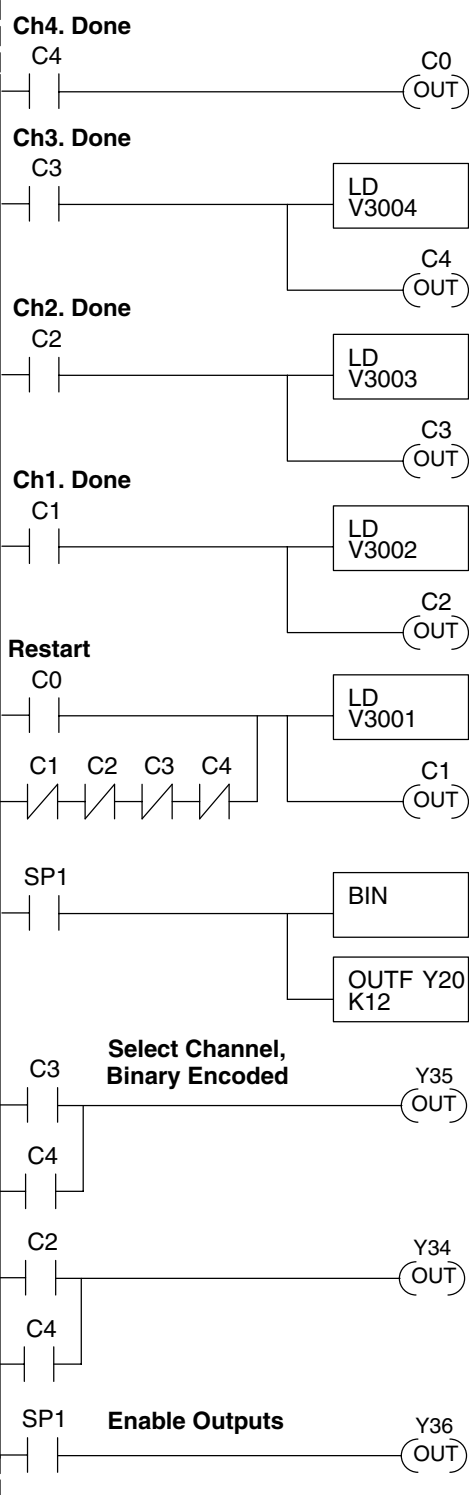 Ch4. Done
C4
C0
OUT
Ch3. Done
C3
LD
V3004
C4
OUT
Ch2. Done
C2
LD
V3003
C3
OUT
Ch1. Done
C1
LD
V3002
C2
OUT
Restart
C0
LD
V3001
C1 C2 C3 C4
C1
OUT
SP1
BIN
OUTF Y20
K12
Select Channel,
Binary Encoded
C3
Y35
OUT
C4
C2
Y34
OUT
C4
SP1
Enable Outputs
Y36
OUT